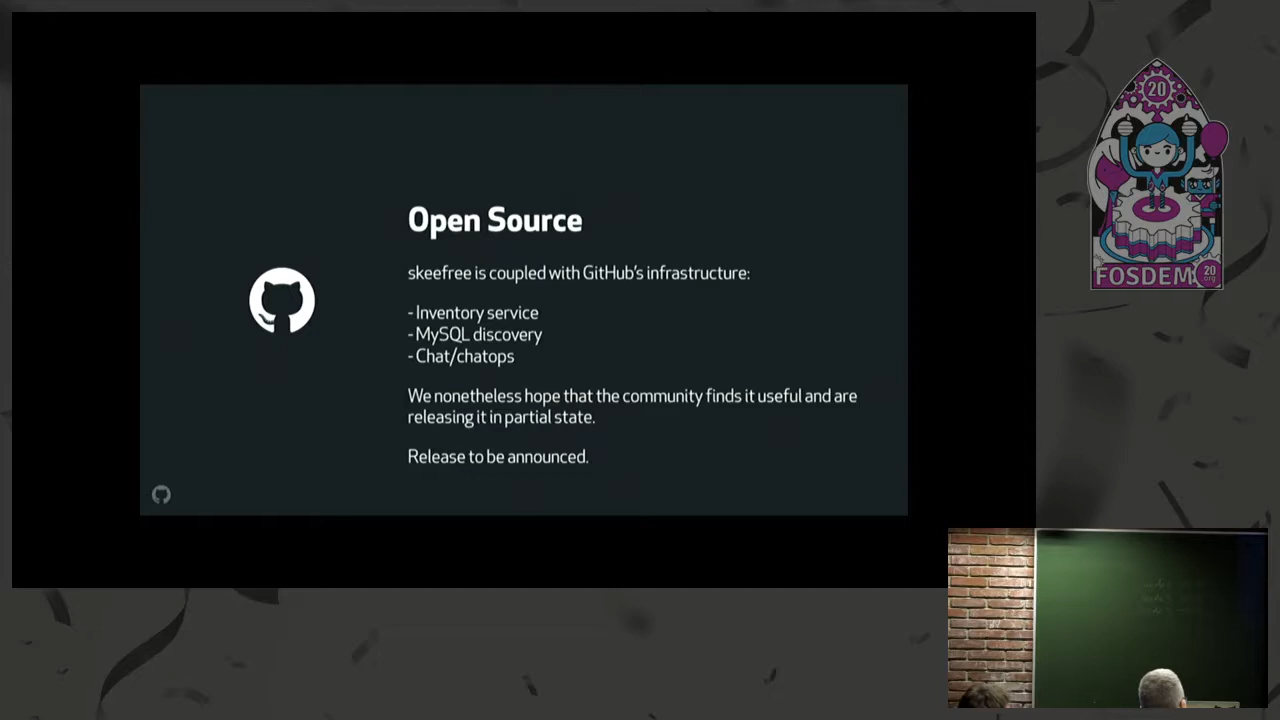 Open Source
skeefree is coupled with GitHub's infrastructure:
- Inventory service
- MySQL discovery
- Chat/chatops
We nonetheless hope that the community finds it useful and are
releasing it in partial state.
Release to be announced.
20
FOSDEM
20
.org